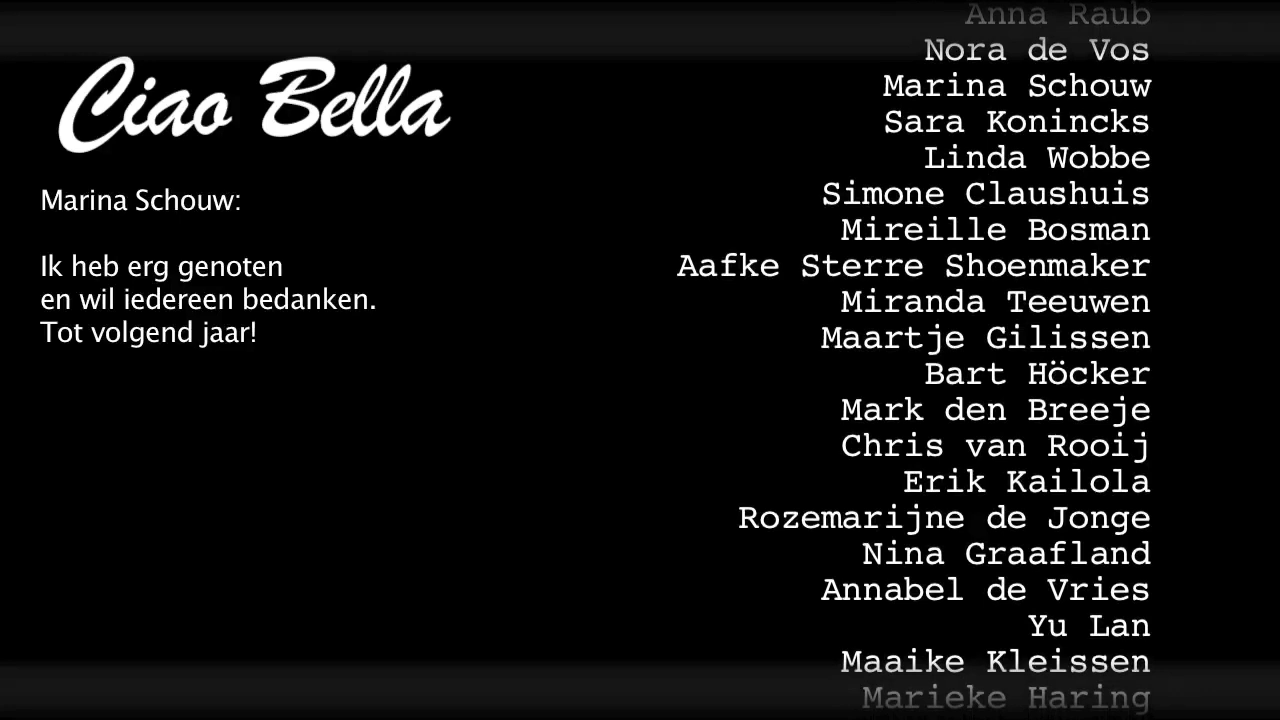 Ciao Bella
Marina Schouw:
Ik heb erg genoten
en wil iedereen bedanken.
Tot volgend jaar!
Anna Raub
Nora de Vos
Marina Schouw
Sara Konincks
Linda Wobbe
Simone Claushuis
Mireille Bosman
Aafke Sterre Shoenmaker
Miranda Teeuwen
Maartje Gilissen
Bart Höcker
Mark den Breeje
Chris van Rooij
Erik Kailola
Rozemarijne de Jonge
Nina Graafland
Annabel de Vries
Yu Lan
Maaike Kleissen
Marieke Haring